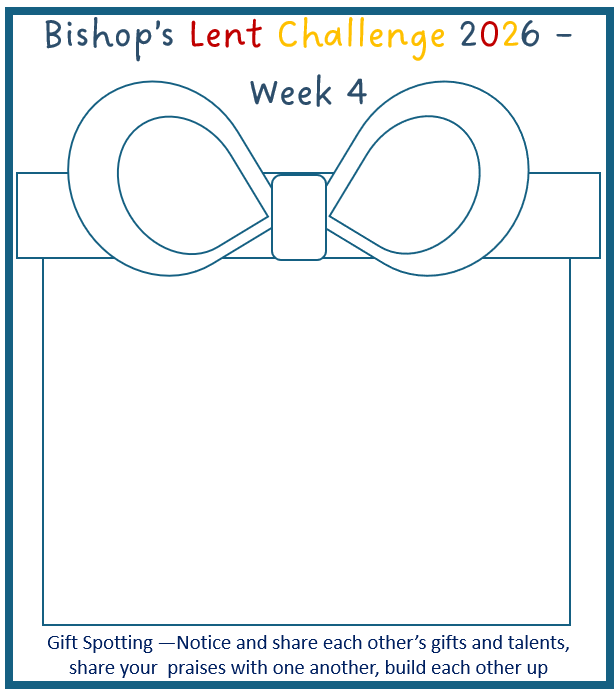 Bishop's Lent Challenge 2026 –
Week 4
Gift Spotting —Notice and share each other's gifts and talents,
share your  praises with one another, build each other up